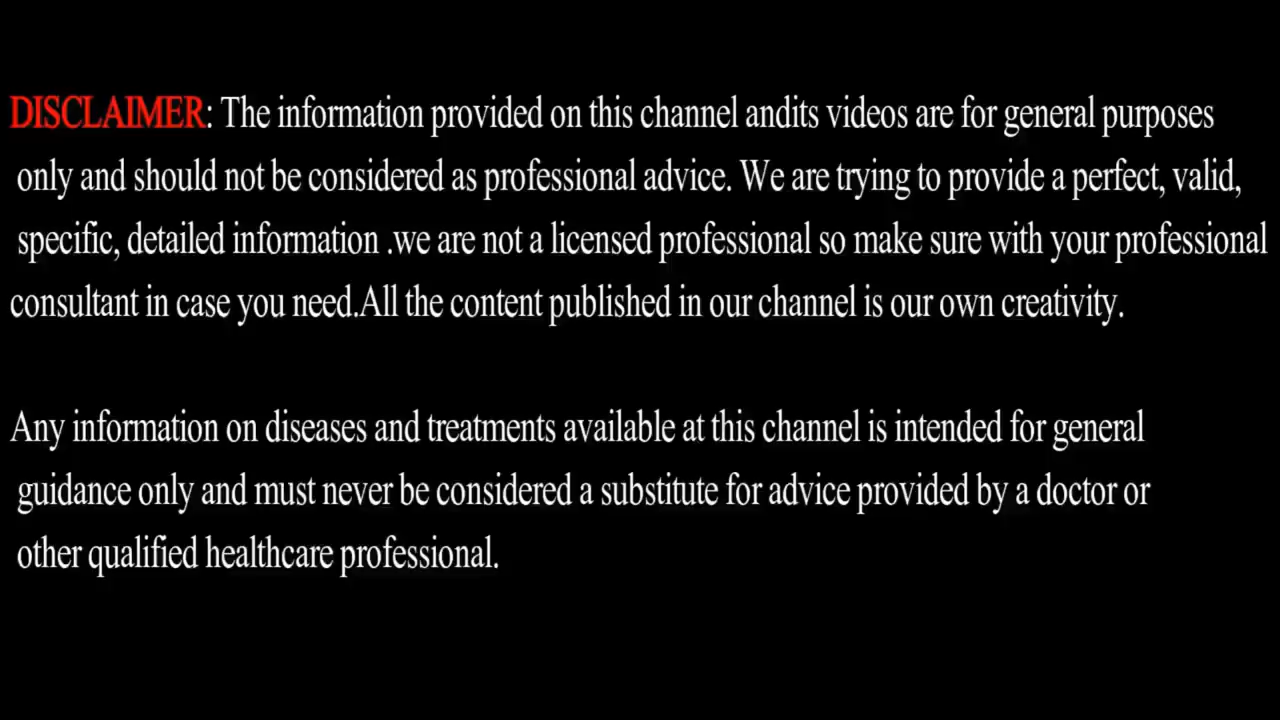 DISCLAIMER: The information provided on this channel andits videos are for general purposes
only and should not be considered as professional advice. We are trying to provide a perfect, valid,
specific, detailed information .we are not a licensed professional so make sure with your professional
consultant in case you need.All the content published in our channel is our own creativity.
Any information on diseases and treatments available at this channel is intended for general
guidance only and must never be considered a substitute for advice provided by a doctor or
other qualified healthcare professional.